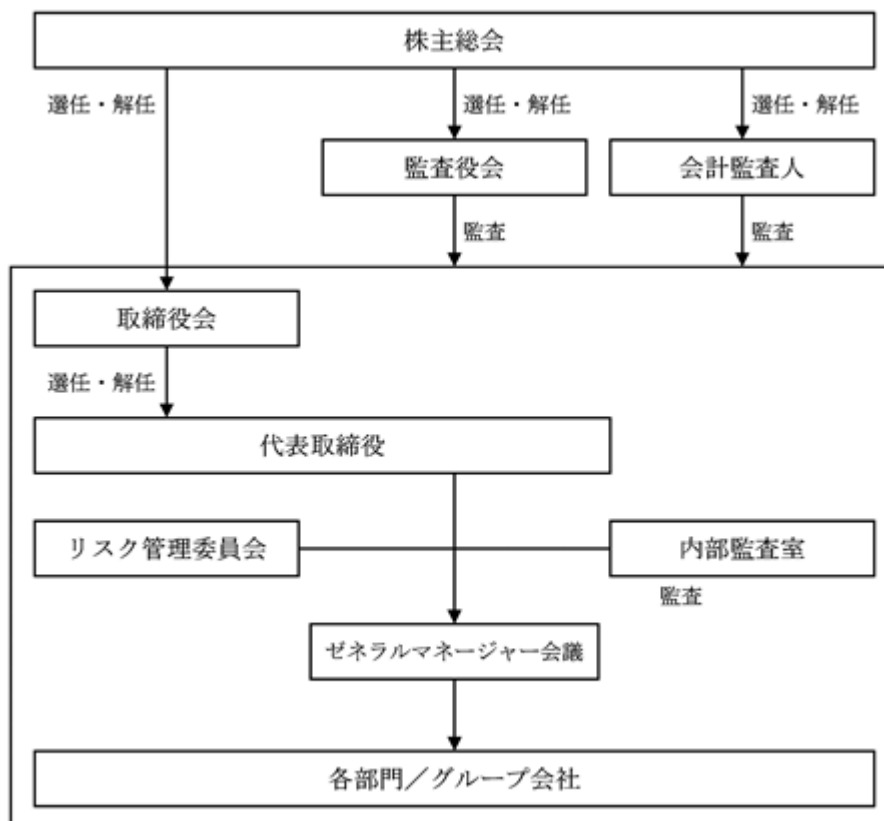 株主総会
選任・解任
選任・解任
選任・解任
監査役会
会計監査人
監査
監査
取締役会
選任・解任
代表取締役
リスク管理委員会
内部監査室
監査
ゼネラルマネージャー会議
各部門／グループ会社